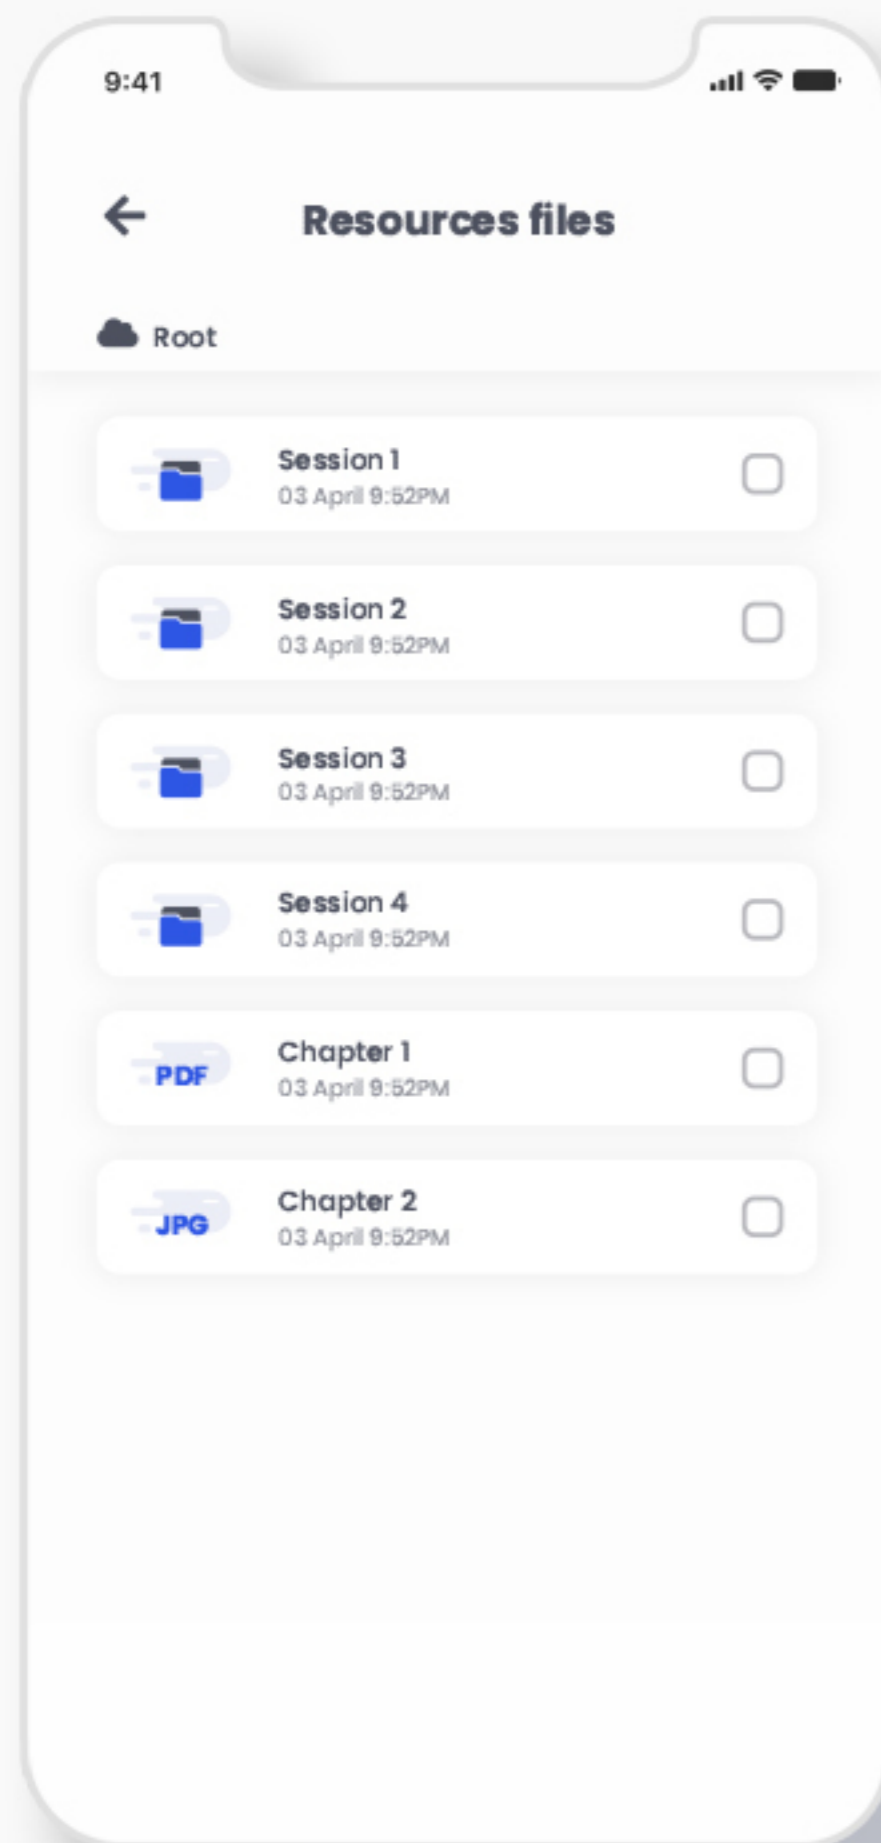 9:41
Resources files
Root
Session 1
03 April 9:52PM
Session 2
03 April 9:52PM
Session 3
03 April 9:52PM
Session 4
03 April 9:52PM
PDF
Chapter 1
03 April 9:52PM
JPG
Chapter 2
03 April 9:52PM